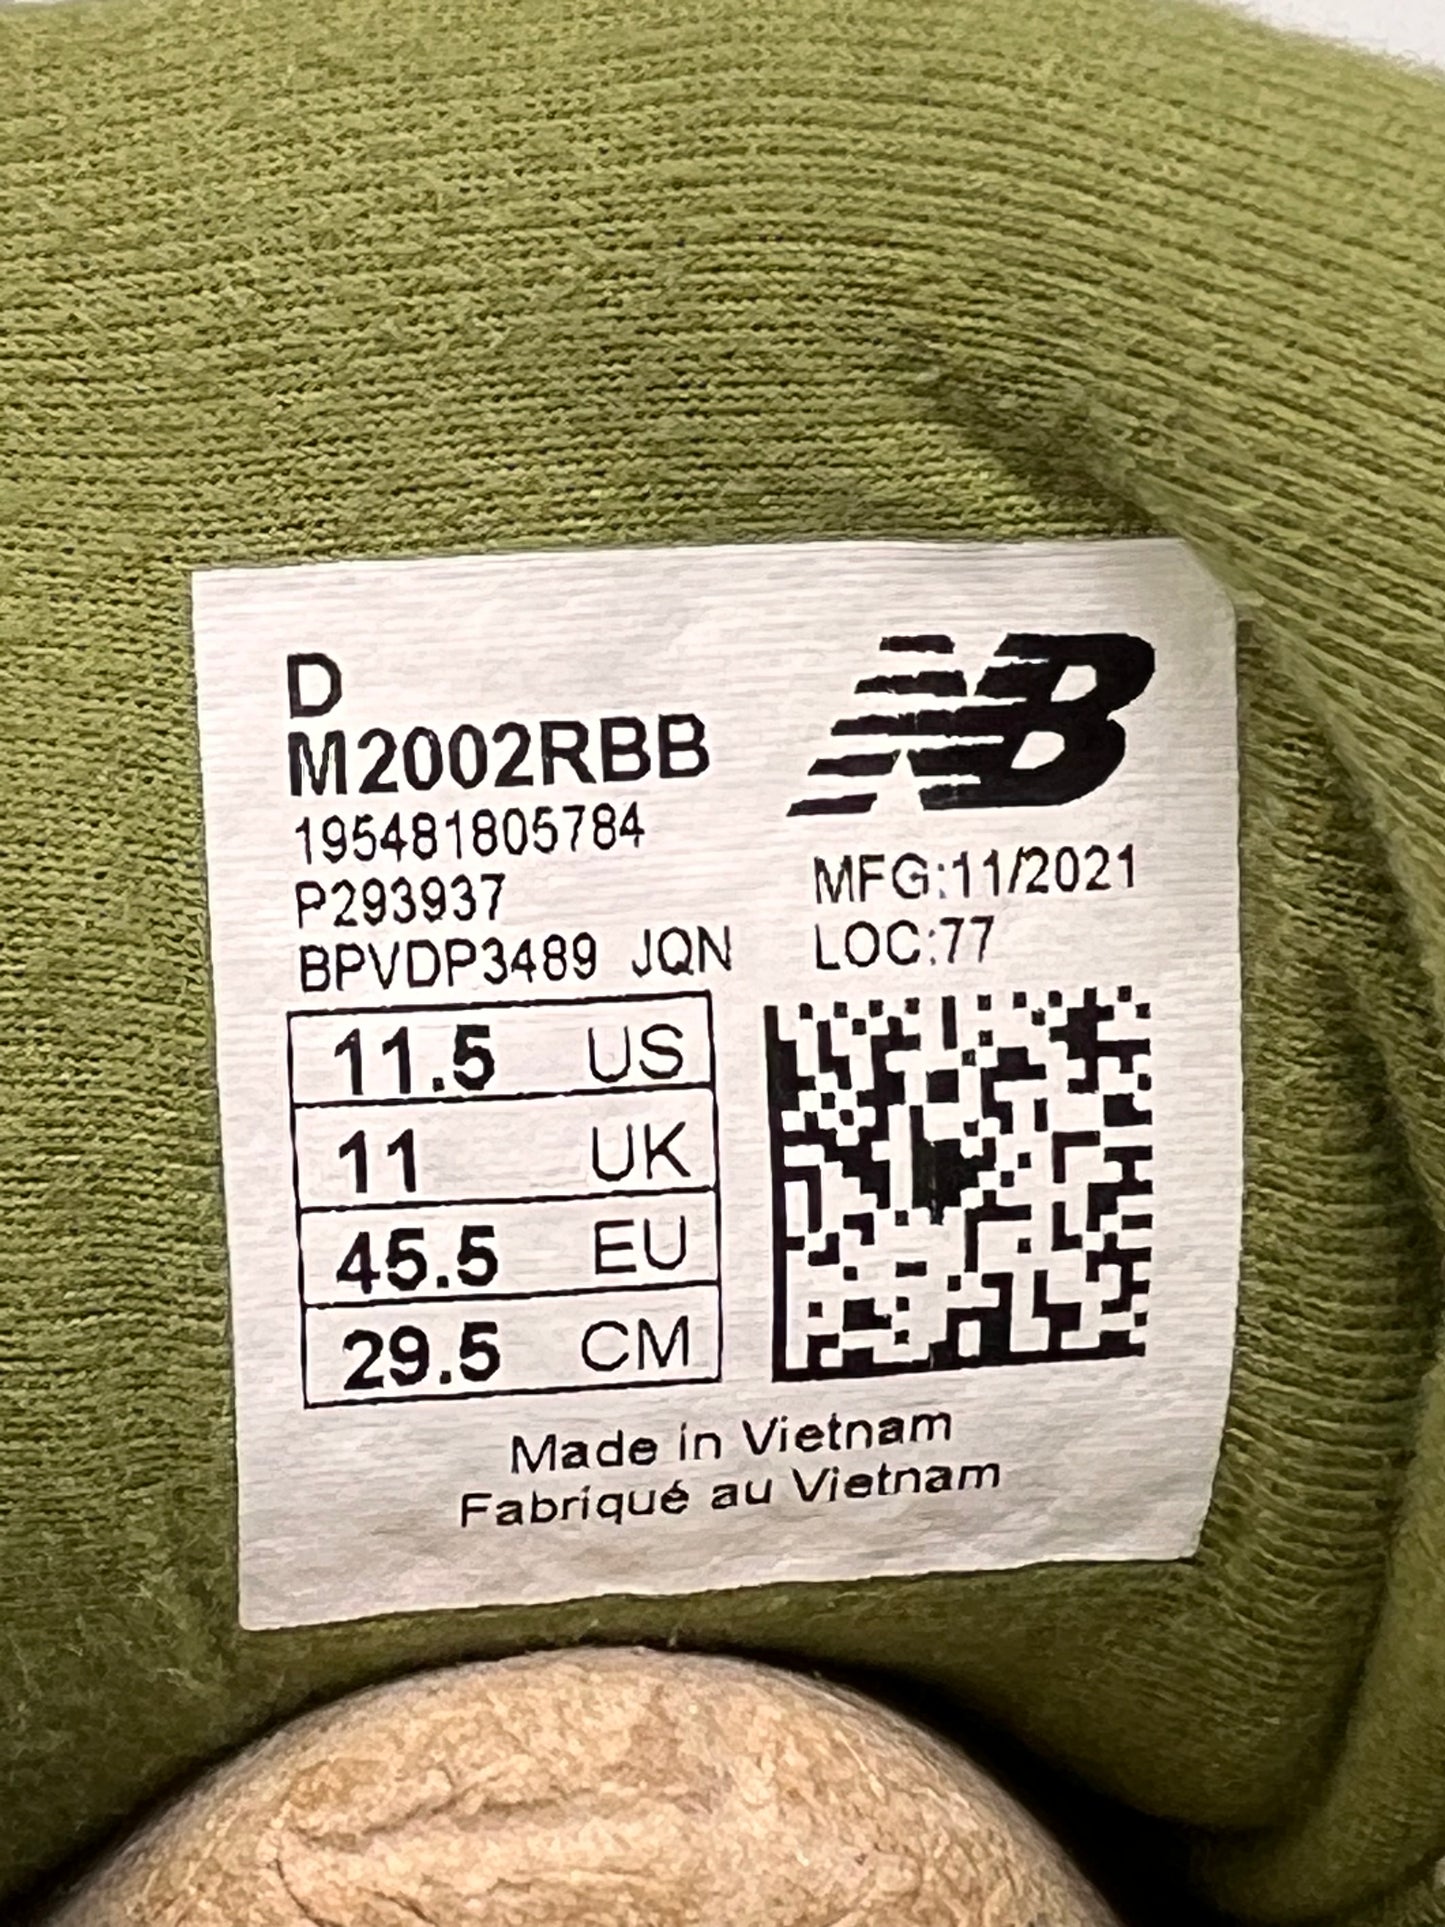 D
M2002RBB
195481805784
P293937
BPVDP3489 JQN
NB
MFG:11/2021
LOC:77
11.5 US
11 UK
45.5 EU
29.5 CM
Made in Vietnam
Fabriqué au Vietnam